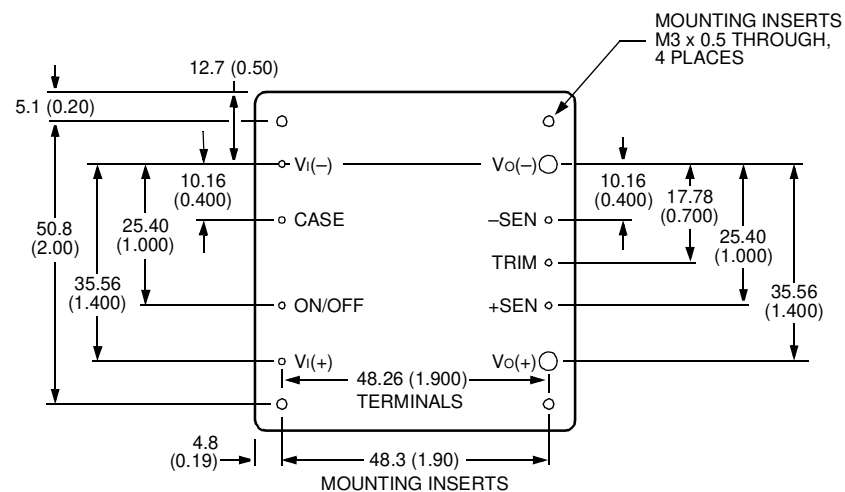 MOUNTING INSERTS
M3 x 0.5 THROUGH,
4 PLACES
12.7 (0.50)
5.1 (0.20)
VI(–)
VO(–)
10.16
(0.400)
10.16
(0.400)
17.78
(0.700)
CASE
–SEN
50.8
(2.00)
25.40
(1.000)
25.40
(1.000)
TRIM
35.56
(1.400)
35.56
(1.400)
ON/OFF
+SEN
VI(+)
VO(+)
48.26 (1.900)
TERMINALS
4.8
(0.19)
48.3 (1.90)
MOUNTING INSERTS